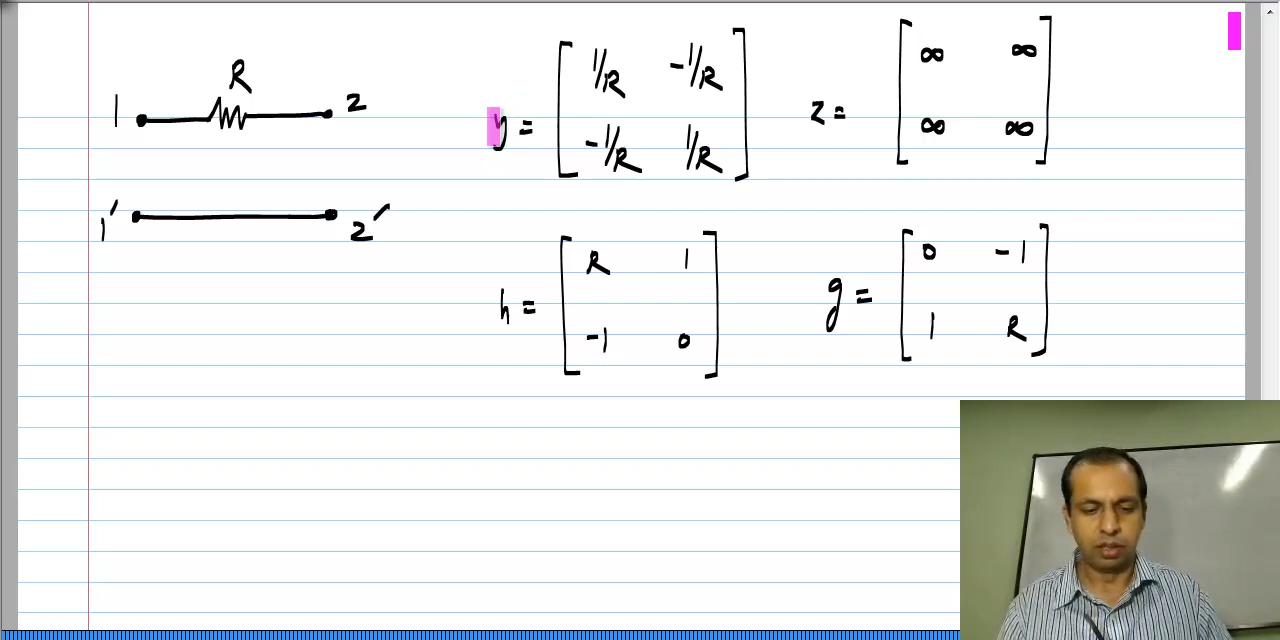 R
1 2
1′ 2′
y = [ 1/R -1/R
-1/R 1/R ]
z = [ ∞ ∞
∞ ∞ ]
h = [ R 1
-1 0 ]
g = [ 0 -1
1 R ]